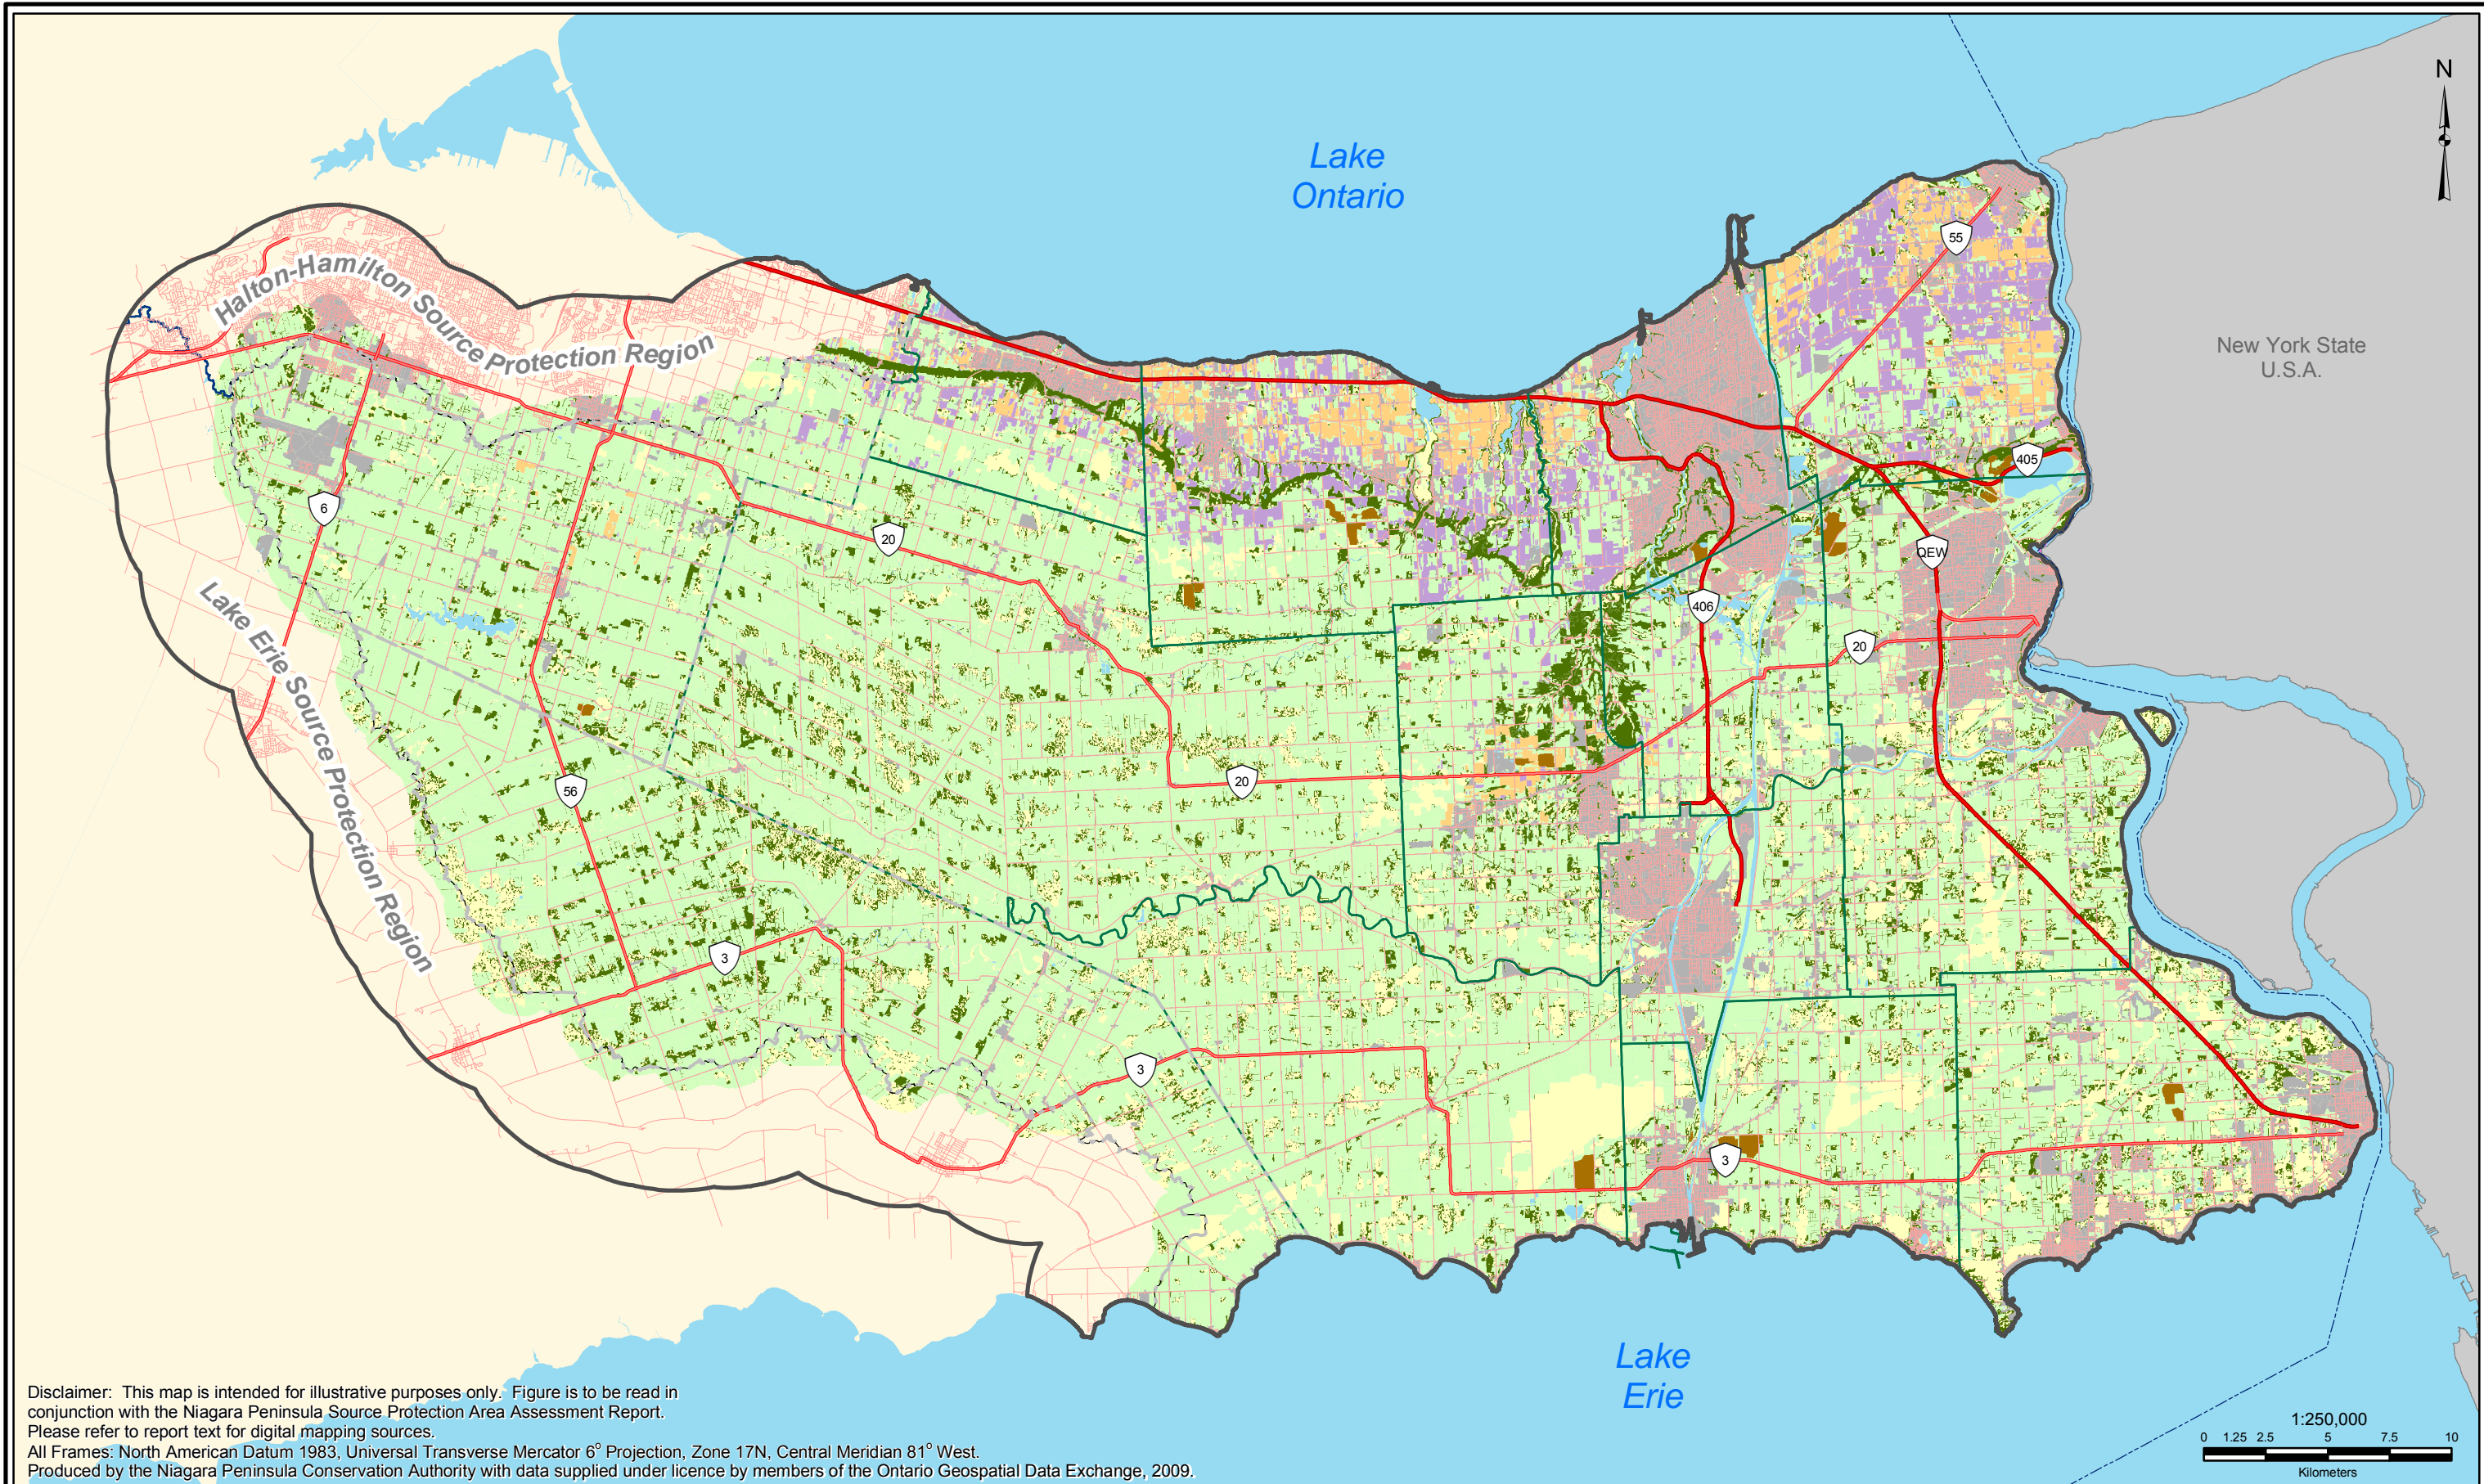 N
Lake
Ontario
55
New York State
U.S.A.
Halton-Hamilton Source Protection Region
405
6
20
QEW
406
20
Lake Erie Source Protection Region
56
20
3
3
3
Lake
Erie
Disclaimer: This map is intended for illustrative purposes only. Figure is to be read in
conjunction with the Niagara Peninsula Source Protection Area Assessment Report.
Please refer to report text for digital mapping sources.
All Frames: North American Datum 1983, Universal Transverse Mercator 6° Projection, Zone 17N, Central Meridian 81° West.
Produced by the Niagara Peninsula Conservation Authority with data supplied under licence by members of the Ontario Geospatial Data Exchange, 2009.
1:250,000
0 1.25 2.5 5 7.5 10
Kilometers